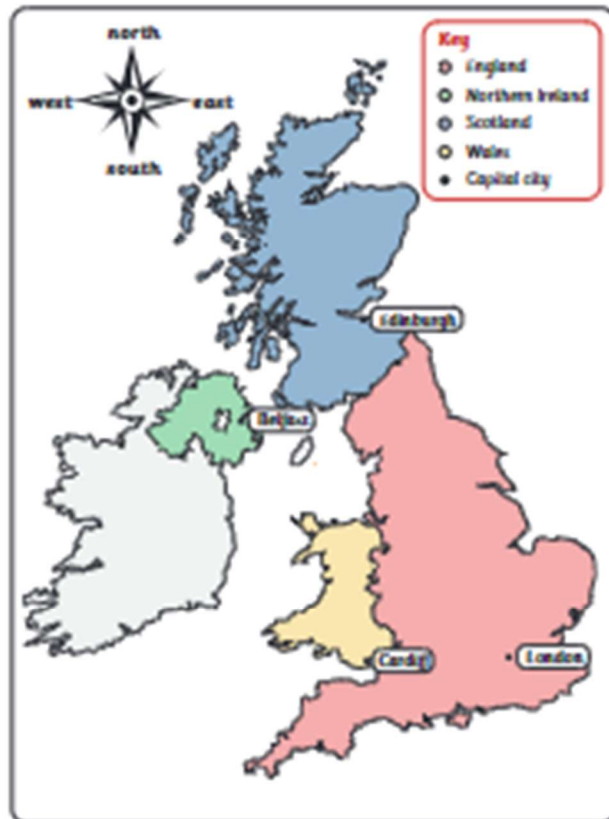 north
west
east
south
Key
England
Northern Ireland
Scotland
Wales
Capital city
Edinburgh
Belfast
Cardiff
London